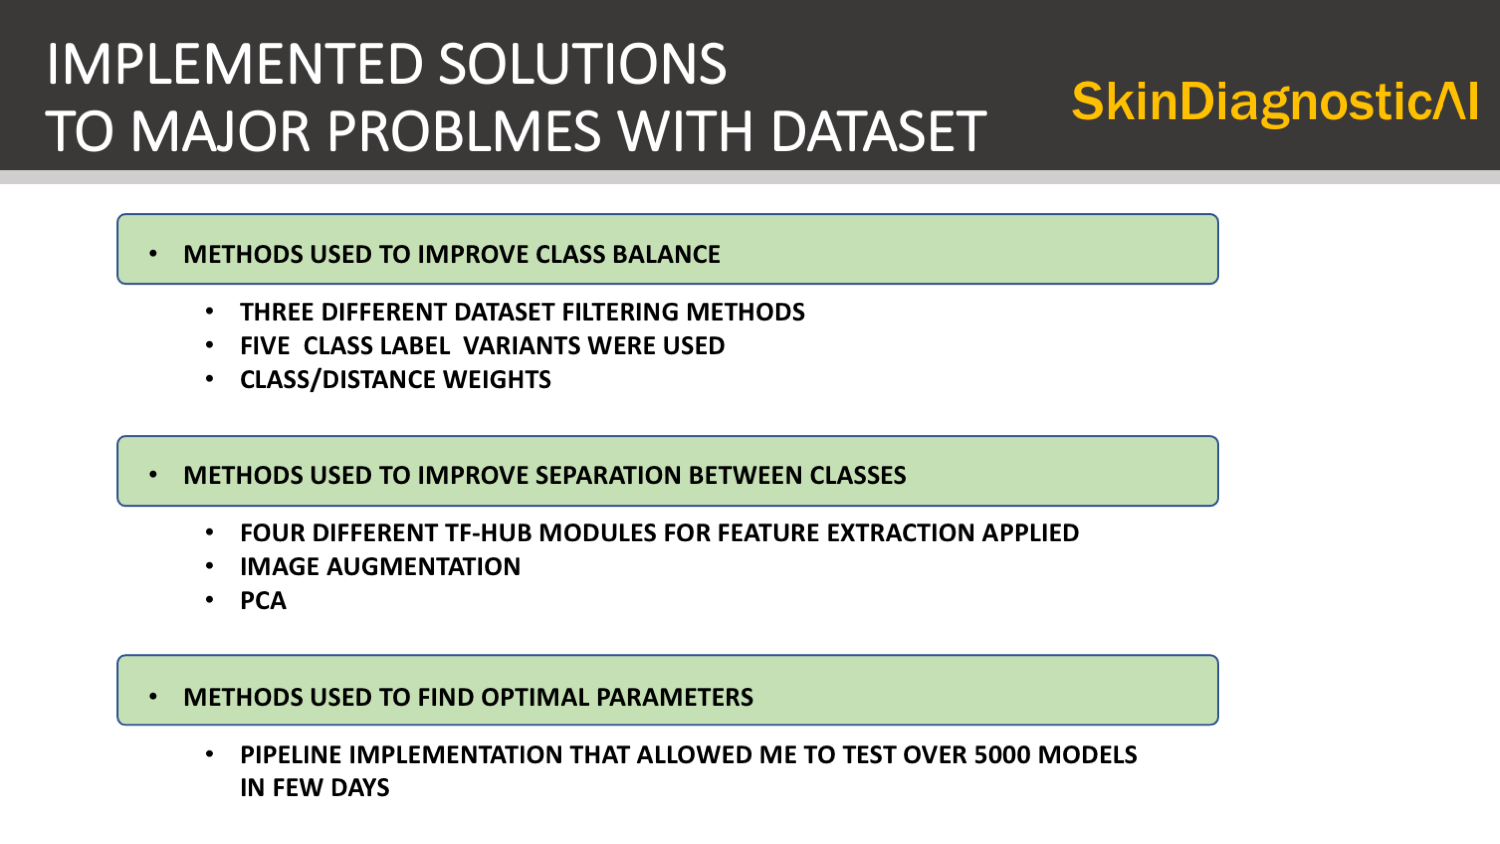 IMPLEMENTED SOLUTIONS
TO MAJOR PROBLMES WITH DATASET
SkinDiagnosticΛI
• METHODS USED TO IMPROVE CLASS BALANCE
• THREE DIFFERENT DATASET FILTERING METHODS
• FIVE CLASS LABEL VARIANTS WERE USED
• CLASS/DISTANCE WEIGHTS
• METHODS USED TO IMPROVE SEPARATION BETWEEN CLASSES
• FOUR DIFFERENT TF-HUB MODULES FOR FEATURE EXTRACTION APPLIED
• IMAGE AUGMENTATION
• PCA
• METHODS USED TO FIND OPTIMAL PARAMETERS
• PIPELINE IMPLEMENTATION THAT ALLOWED ME TO TEST OVER 5000 MODELS
IN FEW DAYS